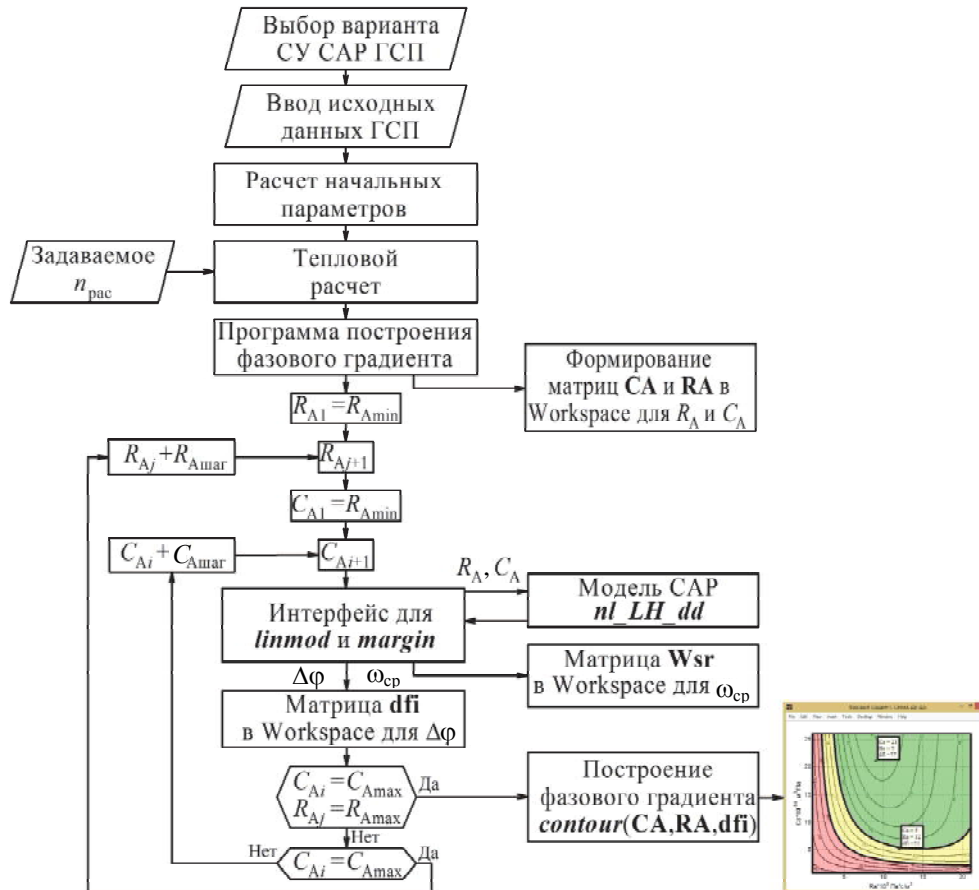 Выбор варианта
СУ САР ГСП
Ввод исходных
данных ГСП
Расчет начальных
параметров
Задаваемое
n_рас
Тепловой
расчет
Программа построения
фазового градиента
Формирование
матриц CA и RA в
Workspace для R_A и C_A
R_A1 = R_Amin
R_Aj + R_Aшаг
R_Aj+1
C_A1 = R_Amin
C_Ai + C_Aшаг
C_Ai+1
R_A, C_A
Интерфейс для
linmod и margin
Модель САР
nl_LH_dd
Δφ ω_ср
Матрица Wsr
в Workspace для ω_ср
Матрица dfi
в Workspace для Δφ
C_Ai = C_Amax
R_Aj = R_Amax
Да
Построение
фазового градиента
contour(CA,RA,dfi)
Нет
Нет
C_Ai = C_Amax
Да